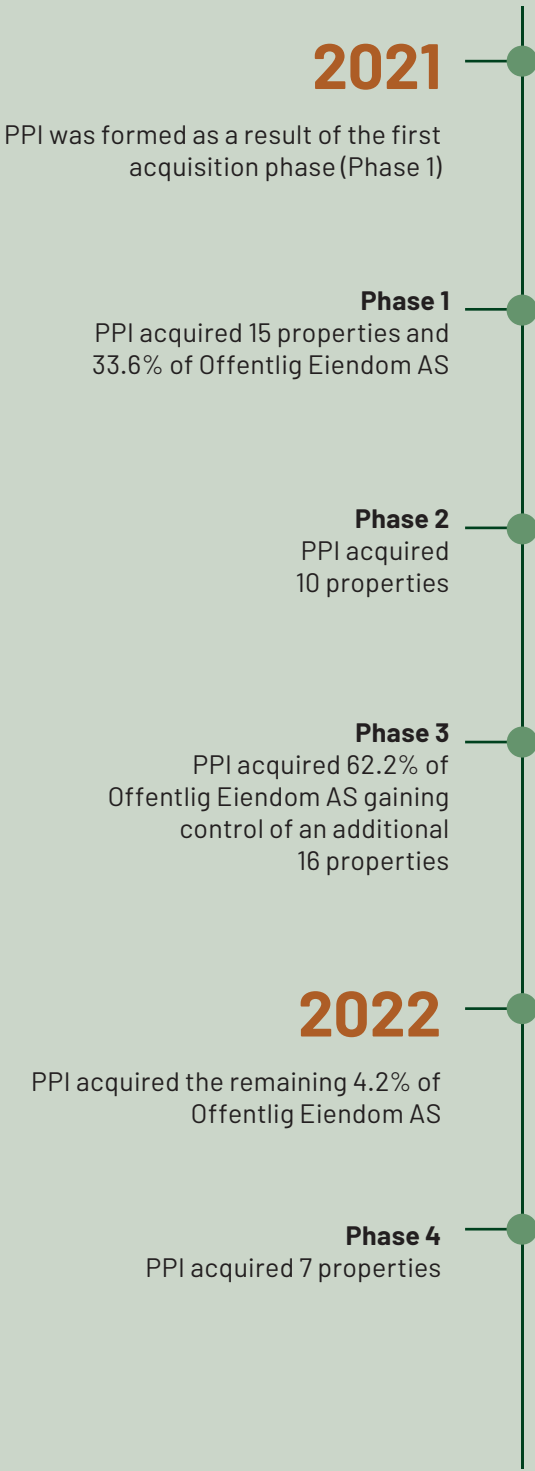 2021
PPI was formed as a result of the first
acquisition phase (Phase 1)
Phase 1
PPI acquired 15 properties and
33.6% of Offentlig Eiendom AS
Phase 2
PPI acquired
10 properties
Phase 3
PPI acquired 62.2% of
Offentlig Eiendom AS gaining
control of an additional
16 properties
2022
PPI acquired the remaining 4.2% of
Offentlig Eiendom AS
Phase 4
PPI acquired 7 properties